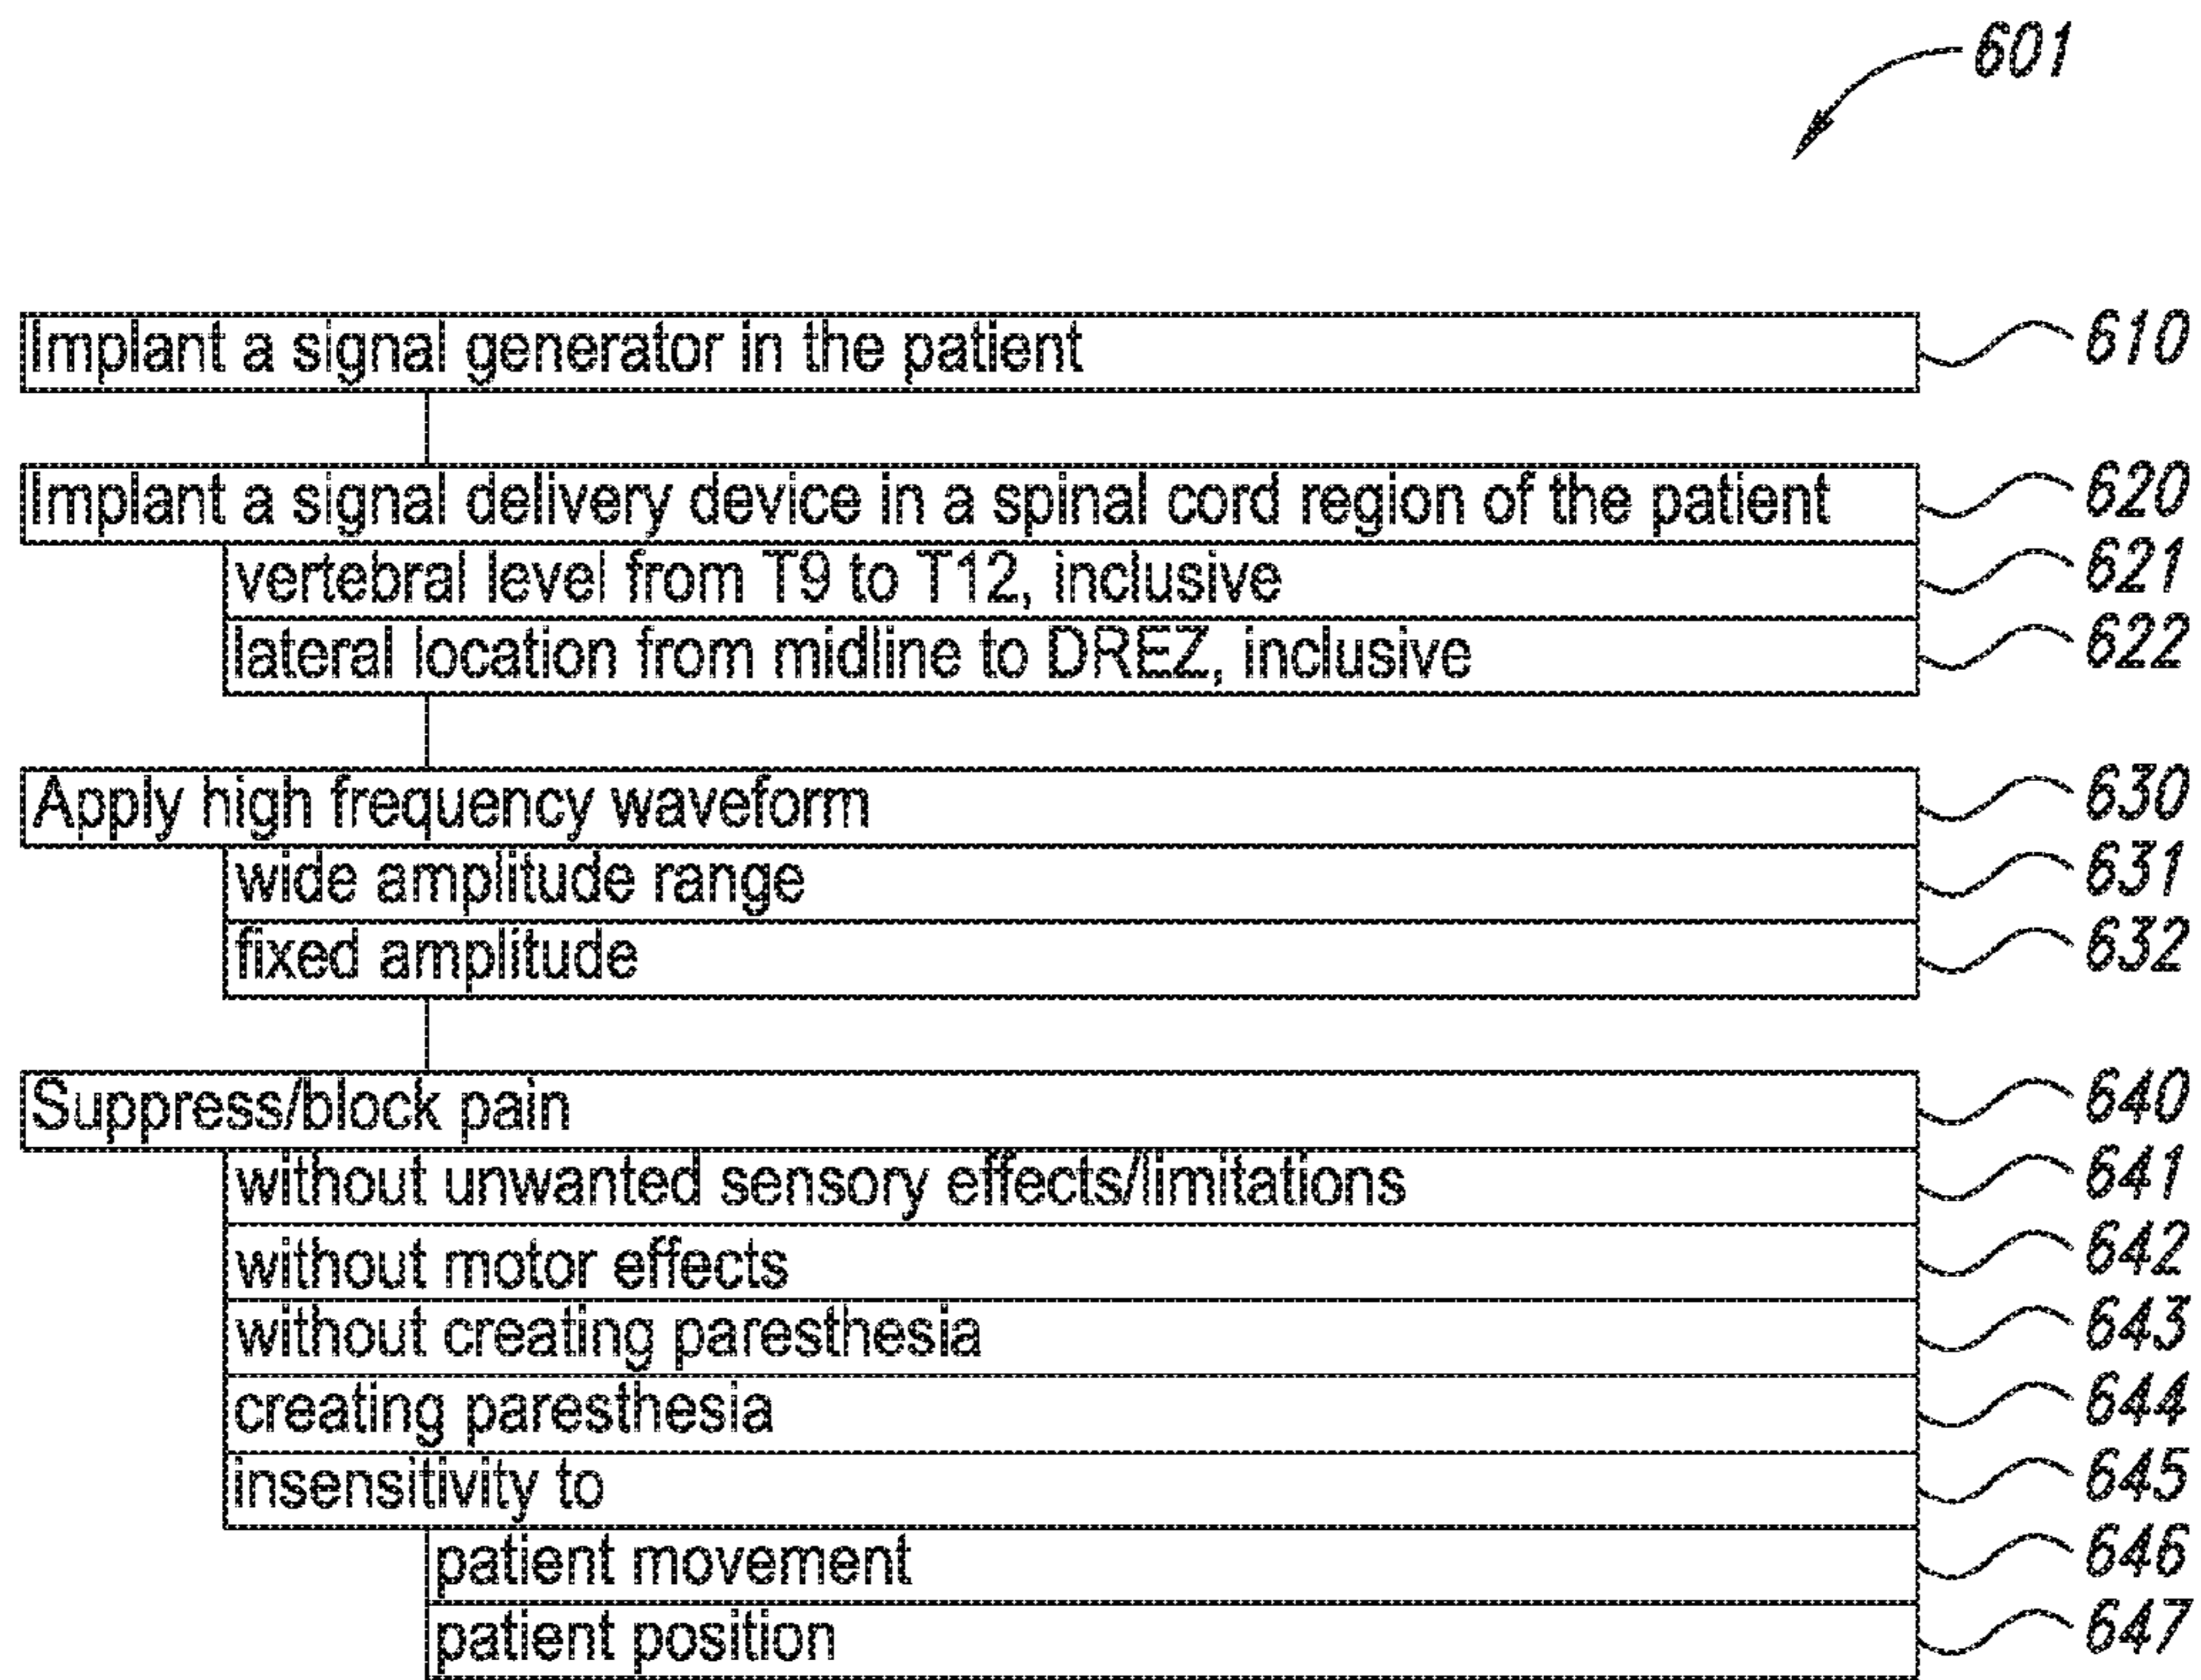 601
Implant a signal generator in the patient 610
Implant a signal delivery device in a spinal cord region of the patient 620
vertebral level from T9 to T12, inclusive 621
lateral location from midline to DREZ, inclusive 622
Apply high frequency waveform 630
wide amplitude range 631
fixed amplitude 632
Suppress/block pain 640
without unwanted sensory effects/limitations 641
without motor effects 642
without creating paresthesia 643
creating paresthesia 644
insensitivity to 645
patient movement 646
patient position 647